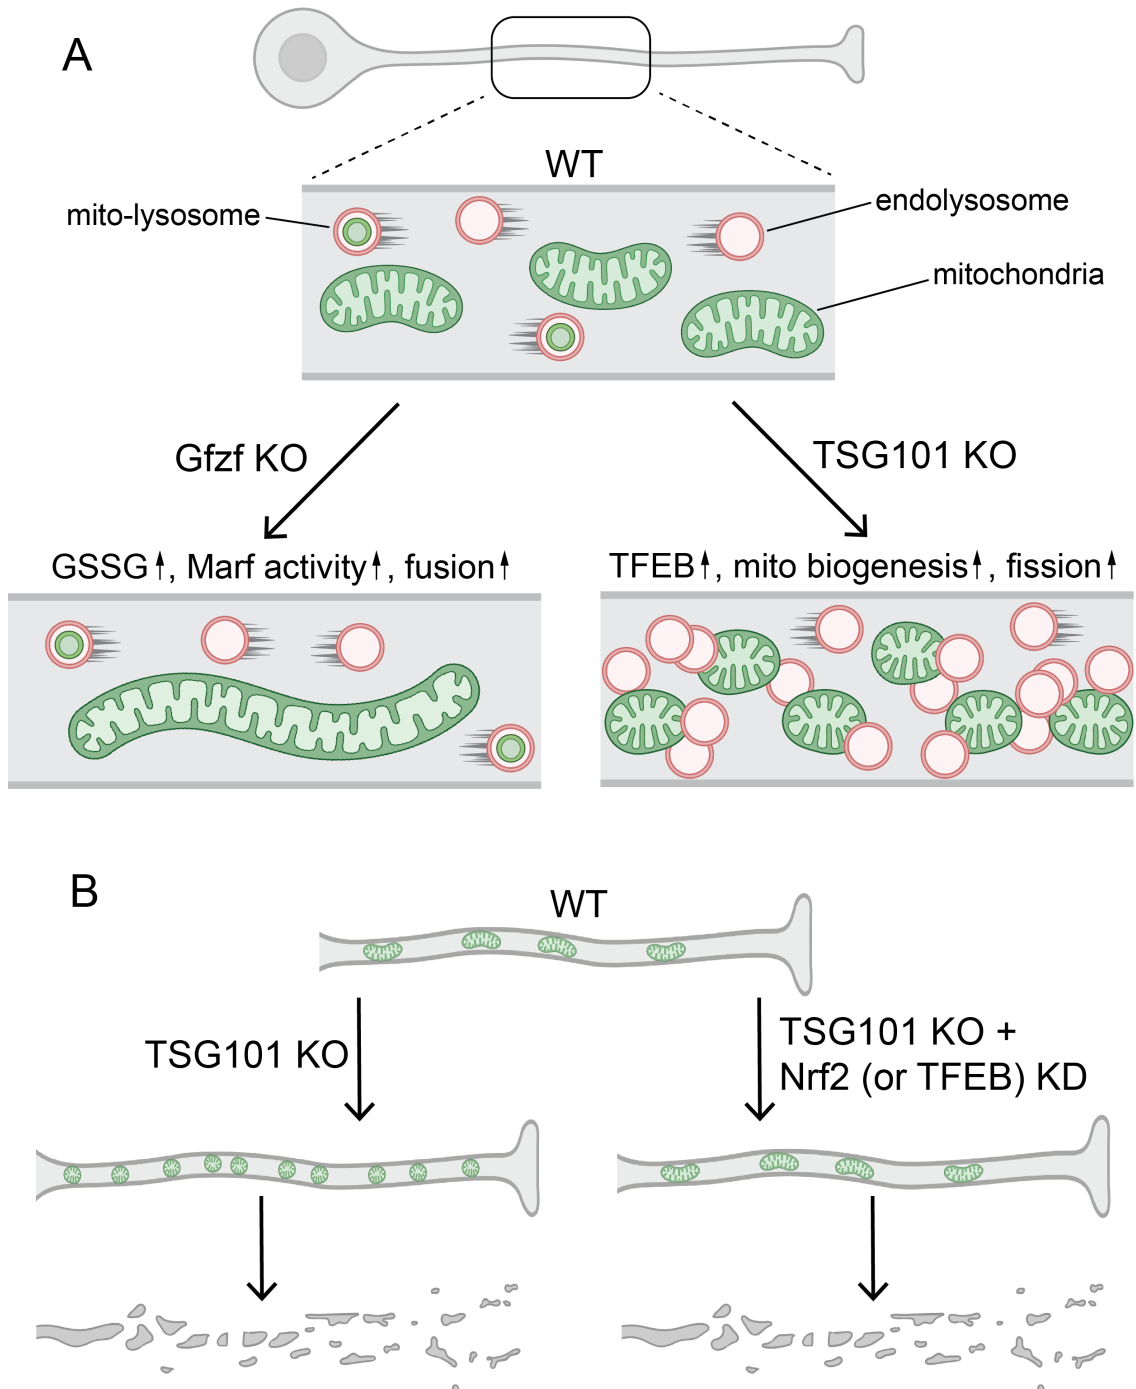 A
WT
mito-lysosome
endolysosome
mitochondria
Gfzf KO
TSG101 KO
GSSG↑, Marf activity↑, fusion↑
TFEB↑, mito biogenesis↑, fission↑
B
WT
TSG101 KO
TSG101 KO +
Nrf2 (or TFEB) KD